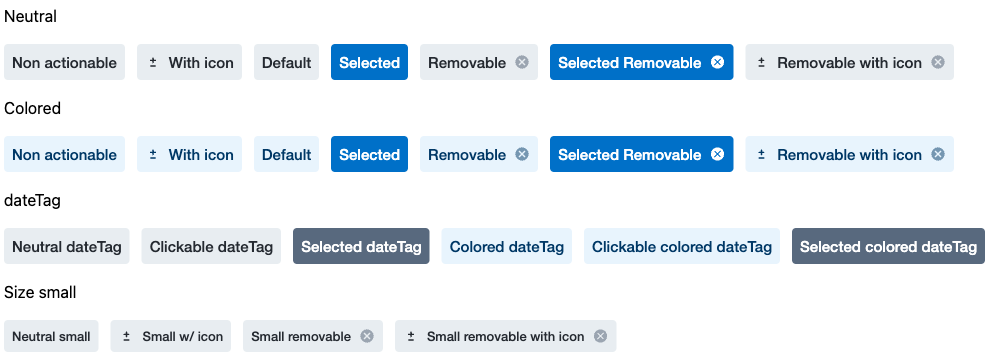 Neutral
Non actionable With icon Default Selected Removable Selected Removable Removable with icon
Colored
Non actionable With icon Default Selected Removable Selected Removable Removable with icon
dateTag
Neutral dateTag Clickable dateTag Selected dateTag Colored dateTag Clickable colored dateTag Selected colored dateTag
Size small
Neutral small Small w/ icon Small removable Small removable with icon